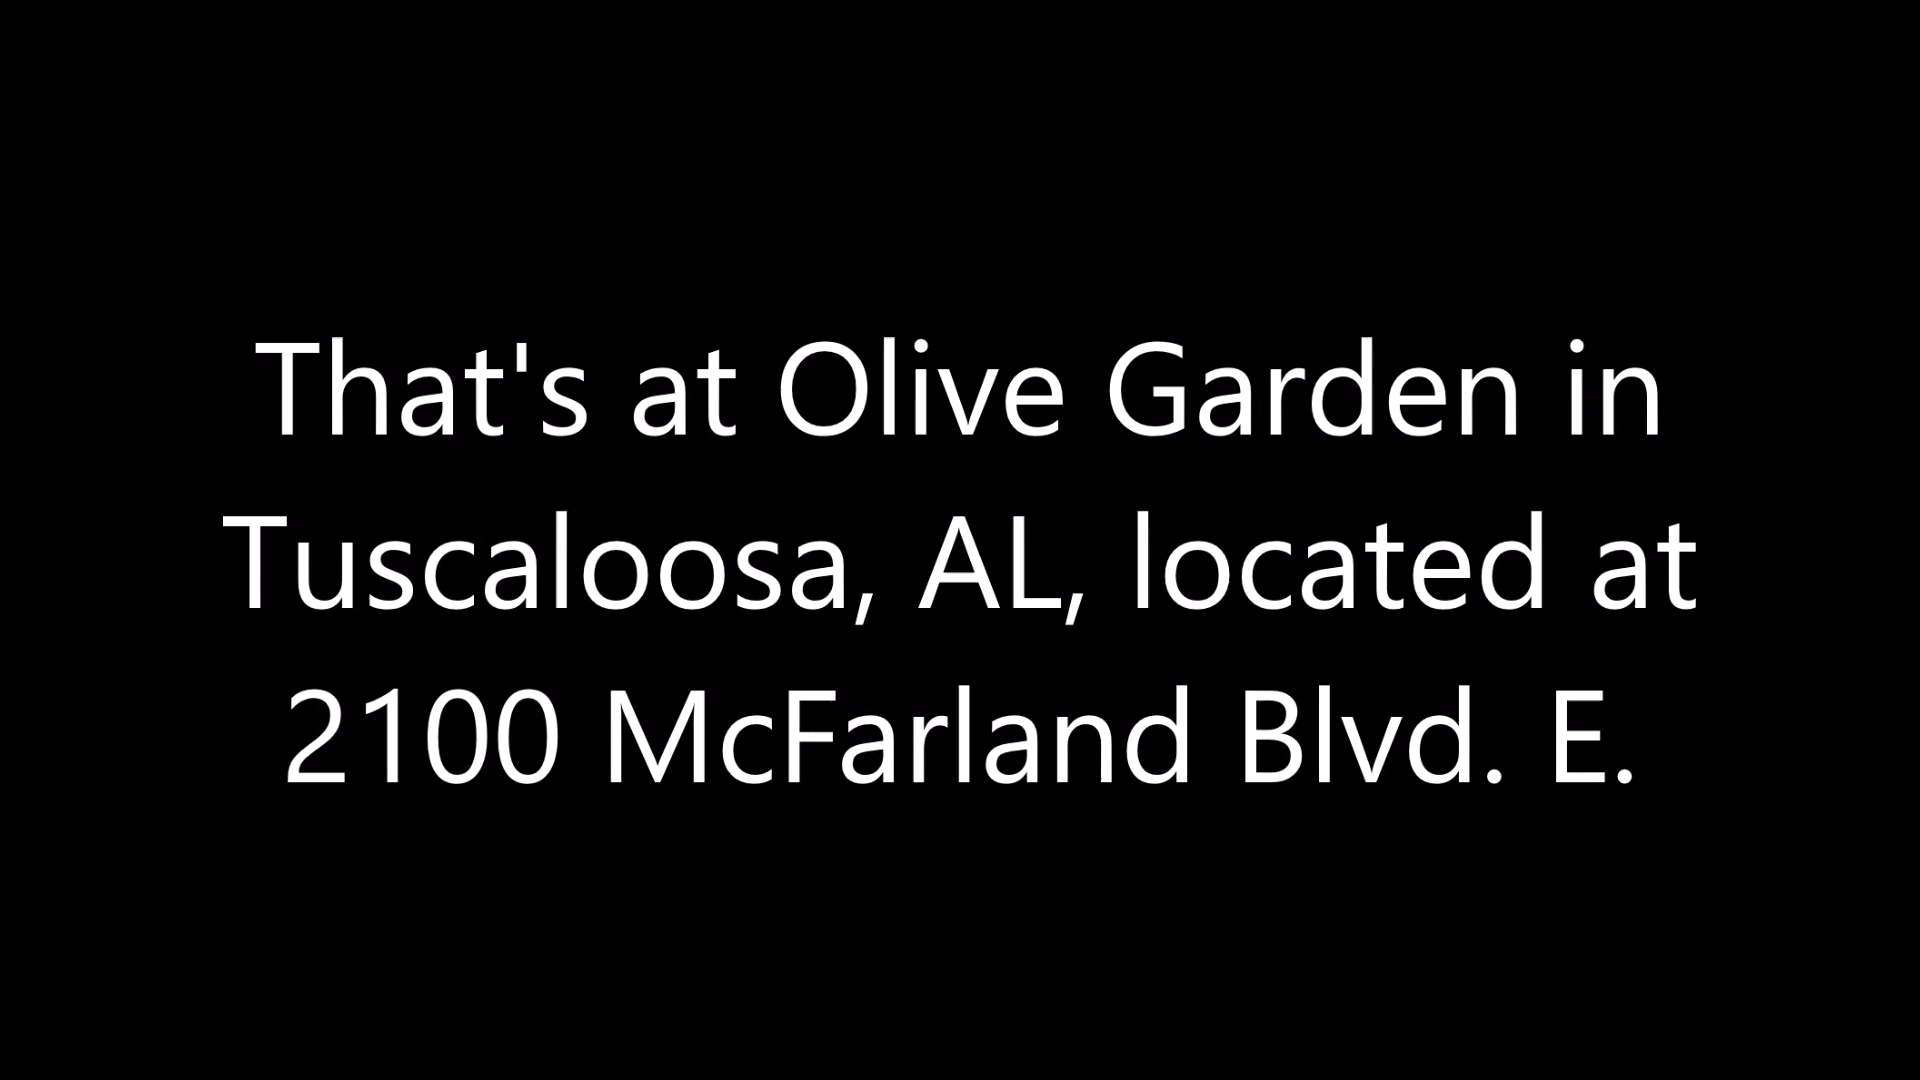 That's at Olive Garden in
Tuscaloosa, AL, located at
2100 McFarland Blvd. E.